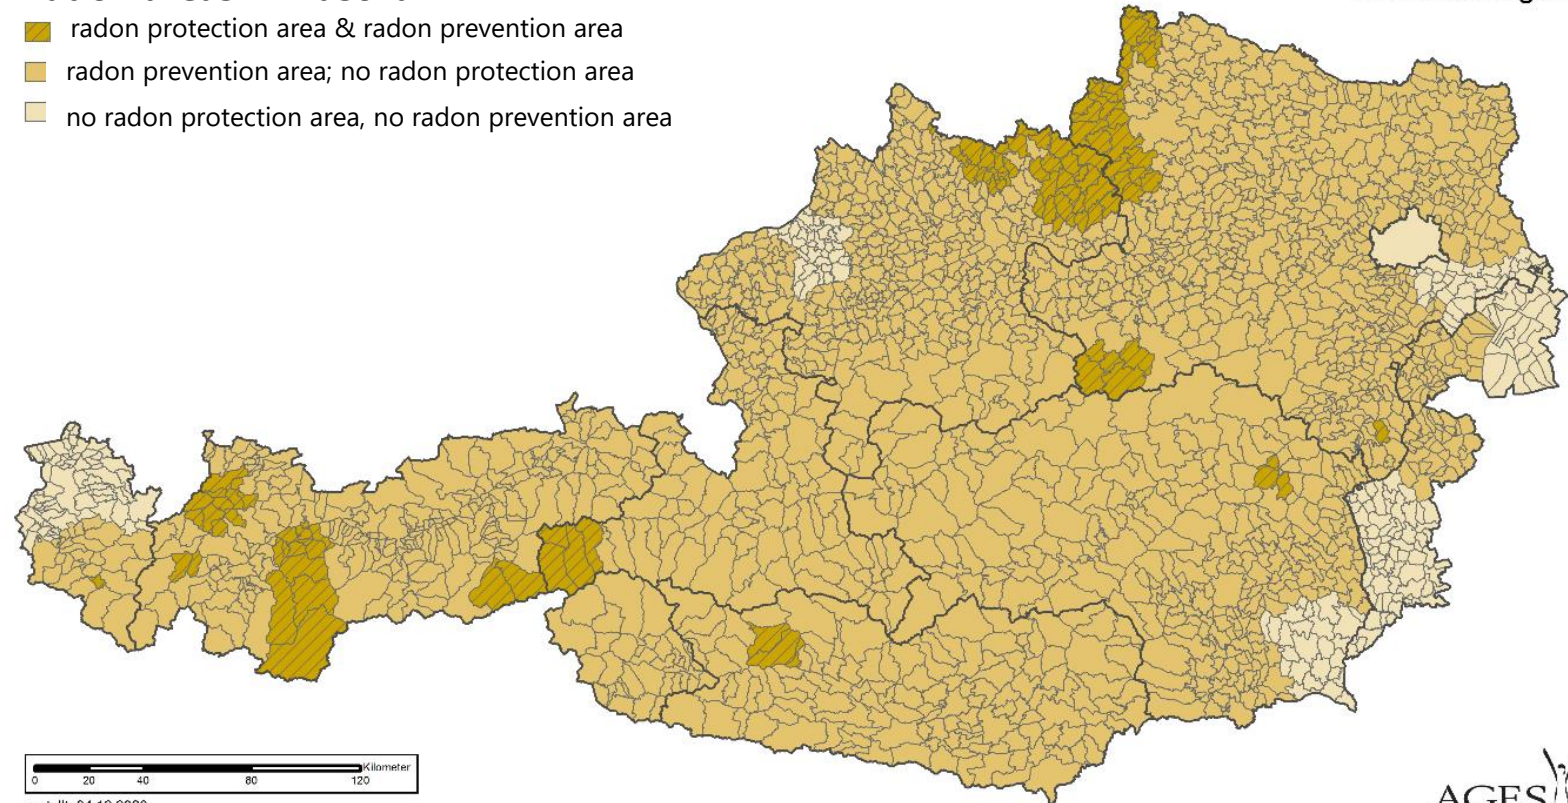 radon protection area & radon prevention area
radon prevention area; no radon protection area
no radon protection area, no radon prevention area
Kilometer
0 20 40 80 120
AGES